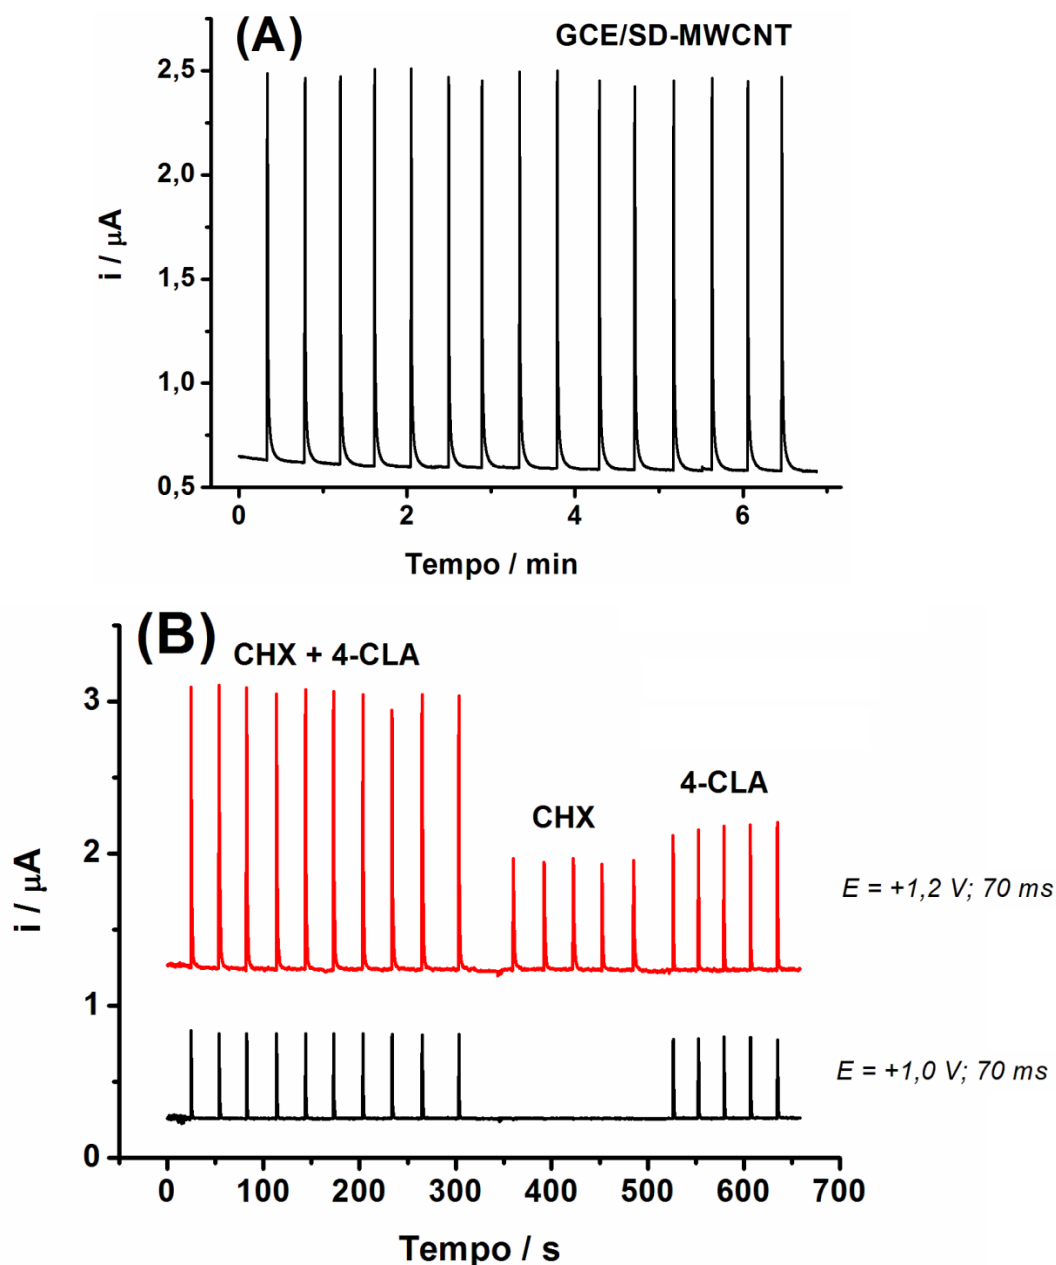 (A)
GCE/SD-MWCNT
2,5
2,0
1,5
1,0
0,5
i / µA
0 2 4 6
Tempo / min
(B)
CHX + 4-CLA
CHX
4-CLA
3
2
1
0
i / µA
E = +1,2 V; 70 ms
E = +1,0 V; 70 ms
0 100 200 300 400 500 600 700
Tempo / s